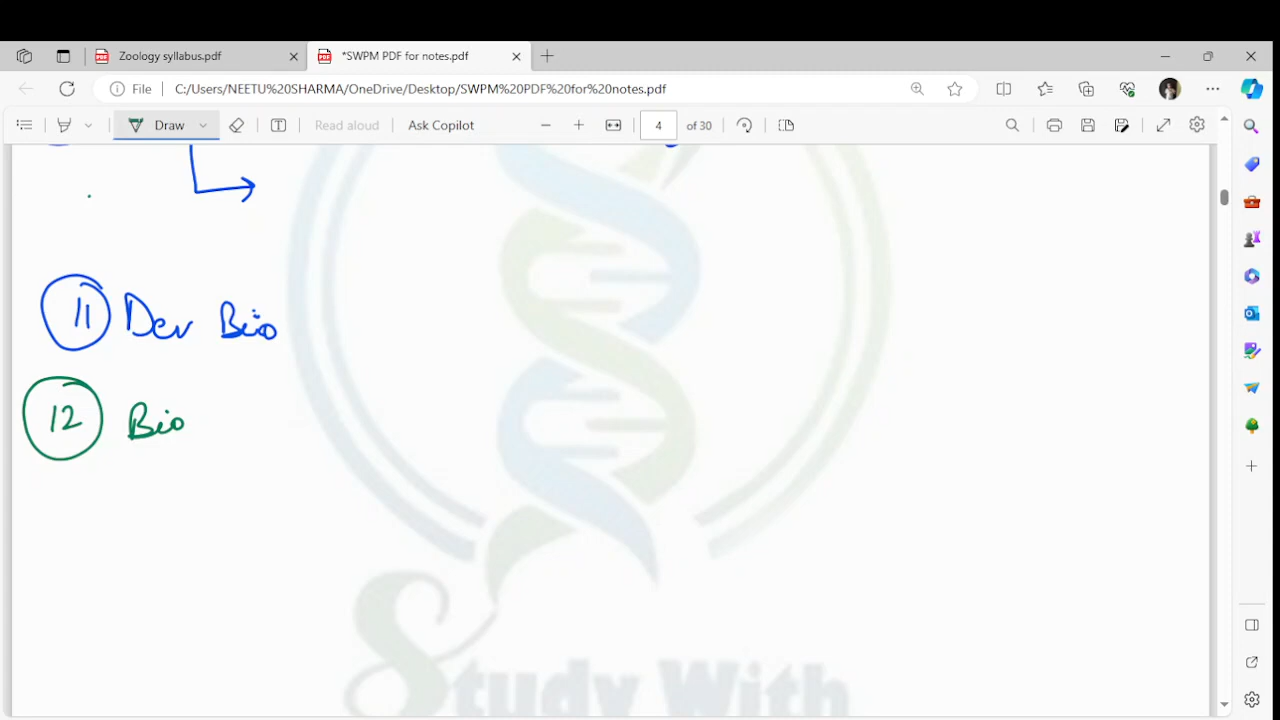 Zoology syllabus.pdf
*SWPM PDF for notes.pdf
File C:/Users/NEETU%20SHARMA/OneDrive/Desktop/SWPM%20PDF%20for%20notes.pdf
Draw Read aloud Ask Copilot 4 of 30
11 Dev Bio
12 Bio
Study With